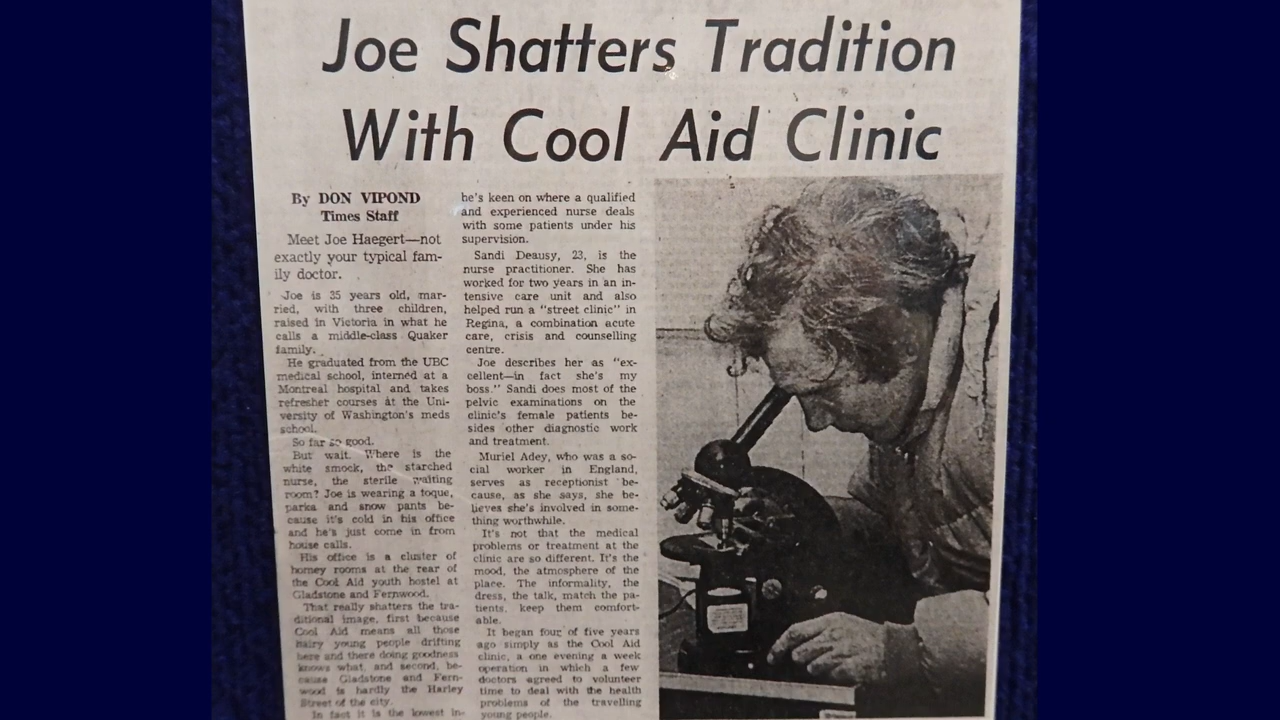 Joe Shatters Tradition
With Cool Aid Clinic
By DON VIPOND
Times Staff
Meet Joe Haegert—not
exactly your typical fam-
ily doctor.
Joe is 35 years old, mar-
ried, with three children,
raised in Victoria in what he
calls a middle-class Quaker
family.
He graduated from the UBC
medical school, interned at a
Montreal hospital and takes
refresher courses at the Uni-
versity of Washington's meds
school.
So far so good.
But wait. Where is the
white smock, the starched
nurse, the sterile waiting
room? Joe is wearing a toque,
parka and snow pants be-
cause it's cold in his office
and he's just come in from
house calls.
His office is a cluster of
homey rooms at the rear of
the Cool Aid youth hostel at
Gladstone and Fernwood.
That really shatters the tra-
ditional image, first because
Cool Aid means all those
hairy young people drifting
here and there doing goodness
knows what, and second, be-
cause Gladstone and Fern-
wood is hardly the Harley
Street of the city.
In fact it is the lowest in-
he's keen on where a qualified
and experienced nurse deals
with some patients under his
supervision.
Sandi Deausy, 23, is the
nurse practitioner. She has
worked for two years in an in-
tensive care unit and also
helped run a "street clinic" in
Regina, a combination acute
care, crisis and counselling
centre.
Joe describes her as "ex-
cellent—in fact she's my
boss." Sandi does most of the
pelvic examinations on the
clinic's female patients be-
sides other diagnostic work
and treatment.
Muriel Adey, who was a so-
cial worker in England,
serves as receptionist be-
cause, as she says, she be-
lieves she's involved in some-
thing worthwhile.
It's not that the medical
problems or treatment at the
clinic are so different. It's the
mood, the atmosphere of the
place. The informality, the
dress, the talk, match the pa-
tients, keep them comfort-
able.
It began four of five years
ago simply as the Cool Aid
clinic, a one evening a week
operation in which a few
doctors agreed to volunteer
time to deal with the health
problems of the travelling
young people.